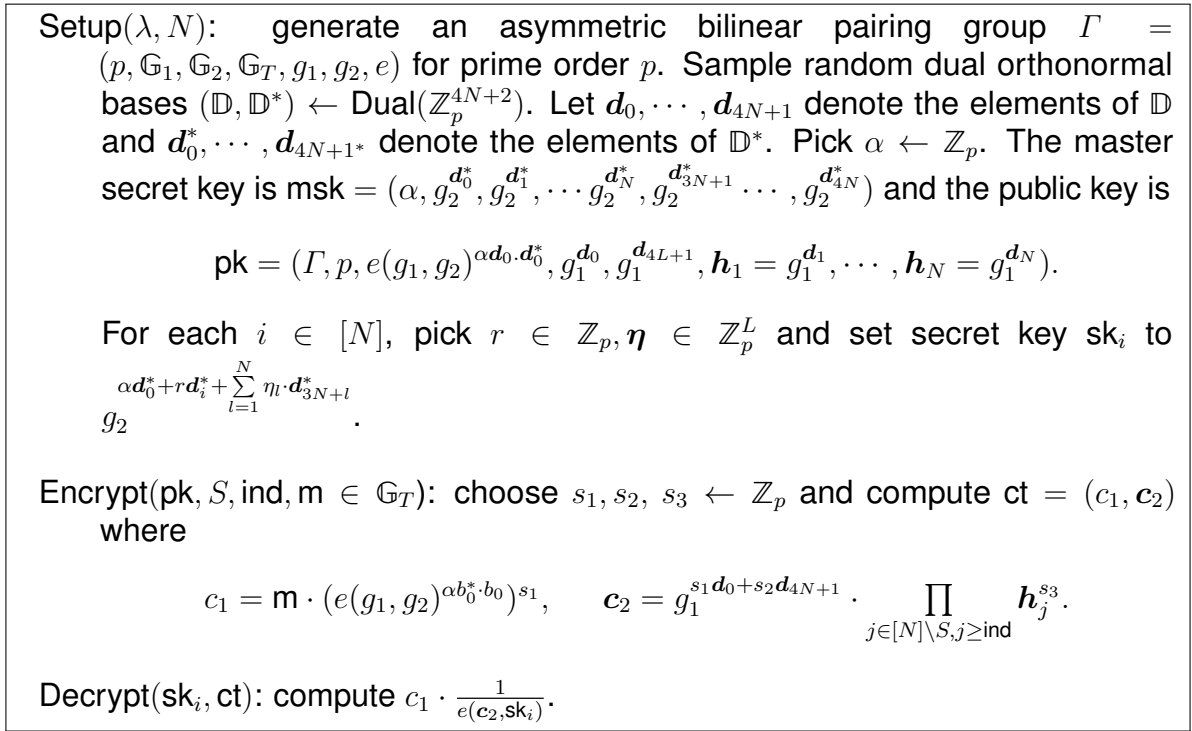 Setup(λ, N): generate an asymmetric bilinear pairing group Γ =
(p, 𝔾₁, 𝔾₂, 𝔾_T, g₁, g₂, e) for prime order p. Sample random dual orthonormal
bases (𝔻, 𝔻*) ← Dual(ℤ_p^{4N+2}). Let d₀, ⋯ , d_{4N+1} denote the elements of 𝔻
and d₀*, ⋯ , d_{4N+1*} denote the elements of 𝔻*. Pick α ← ℤ_p. The master
secret key is msk = (α, g₂^{d₀*}, g₂^{d₁*}, ⋯ g₂^{d_N*}, g₂^{d_{3N+1}*} ⋯ , g₂^{d_{4N}*}) and the public key is
pk = (Γ, p, e(g₁, g₂)^{αd₀.d₀*}, g₁^{d₀}, g₁^{d_{4L+1}}, h₁ = g₁^{d₁}, ⋯ , h_N = g₁^{d_N}).
For each i ∈ [N], pick r ∈ ℤ_p, η ∈ ℤ_p^L and set secret key sk_i to
g₂^{αd₀* + rd_i* + ∑_{l=1}^{N} η_l·d_{3N+l}*}.
Encrypt(pk, S, ind, m ∈ 𝔾_T): choose s₁, s₂, s₃ ← ℤ_p and compute ct = (c₁, c₂)
where
c₁ = m · (e(g₁, g₂)^{αb₀*·b₀})^{s₁}, c₂ = g₁^{s₁d₀+s₂d_{4N+1}} · ∏_{j∈[N]\S, j≥ind} h_j^{s₃}.
Decrypt(sk_i, ct): compute c₁ · 1/e(c₂,sk_i).